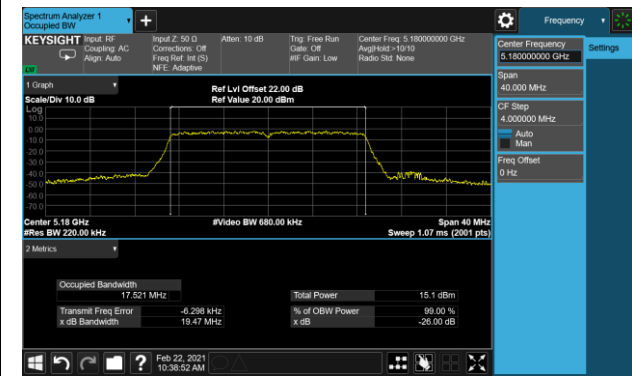 Spectrum Analyzer 1
Occupied BW
+
Frequency
KEYSIGHT
Input: RF
Coupling: AC
Align: Auto
Input Z: 50 Ω
Corrections: Off
Freq Ref: Int (S)
NFE: Adaptive
Atten: 10 dB
Trig: Free Run
Gate: Off
#IF Gain: Low
Center Freq: 5.180000000 GHz
Avg|Hold:>10/10
Radio Std: None
Center Frequency
5.180000000 GHz
Settings
Span
40.000 MHz
CF Step
4.000000 MHz
Auto
Man
Freq Offset
0 Hz
1 Graph
Scale/Div 10.0 dB
Ref Lvl Offset 22.00 dB
Ref Value 20.00 dBm
Log
10.0
0.00
-10.0
-20.0
-30.0
-40.0
-50.0
-60.0
-70.0
Center 5.18 GHz
#Video BW 680.00 kHz
Span 40 MHz
#Res BW 220.00 kHz
Sweep 1.07 ms (2001 pts)
2 Metrics
Occupied Bandwidth
17.521 MHz
Total Power
15.1 dBm
Transmit Freq Error
-6.298 kHz
% of OBW Power
99.00 %
x dB Bandwidth
19.47 MHz
x dB
-26.00 dB
?
Feb 22, 2021
10:38:52 AM